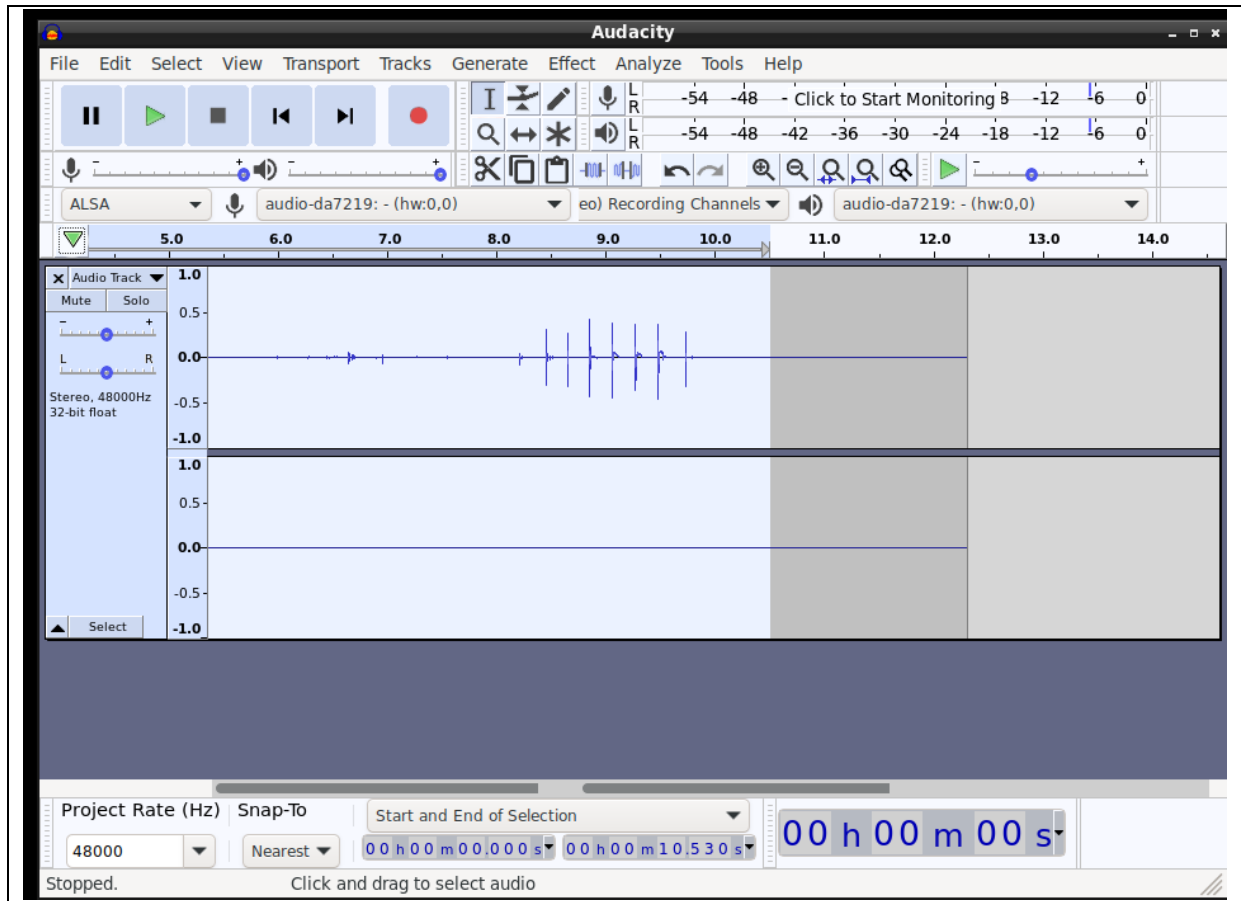 Audacity
File Edit Select View Transport Tracks Generate Effect Analyze Tools Help
L R -54 -48 - Click to Start Monitoring 8 -12 -6 0
L R -54 -48 -42 -36 -30 -24 -18 -12 -6 0
- + - + - +
ALSA audio-da7219: - (hw:0,0) eo) Recording Channels audio-da7219: - (hw:0,0)
5.0 6.0 7.0 8.0 9.0 10.0 11.0 12.0 13.0 14.0
X Audio Track 1.0
Mute Solo
- + 0.5
L R 0.0
Stereo, 48000Hz -0.5
32-bit float
-1.0
1.0
0.5
0.0
-0.5
Select -1.0
Project Rate (Hz) Snap-To Start and End of Selection
48000 Nearest 00 h 00 m 00.000 s 00 h 00 m 10.530 s 00 h 00 m 00 s
Stopped. Click and drag to select audio